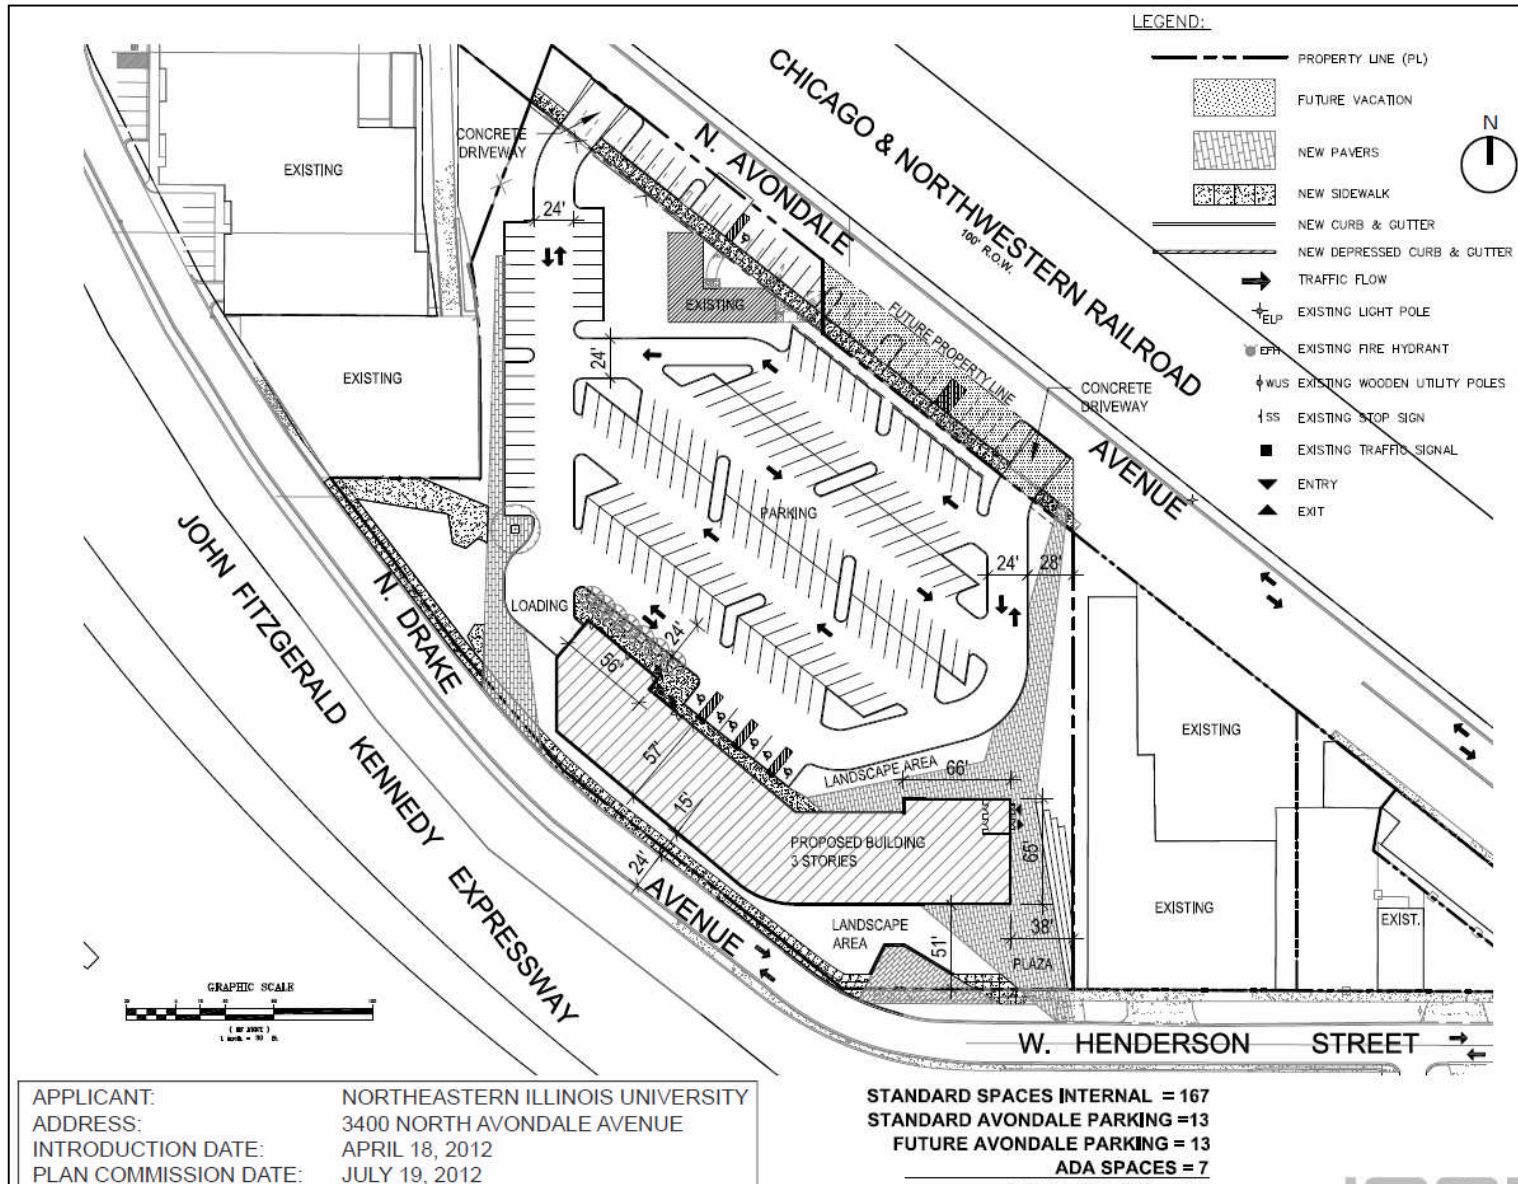 LEGEND:
PROPERTY LINE (PL)
FUTURE VACATION
NEW PAVERS
NEW SIDEWALK
NEW CURB & GUTTER
NEW DEPRESSED CURB & GUTTER
TRAFFIC FLOW
ELP EXISTING LIGHT POLE
EFH EXISTING FIRE HYDRANT
WUS EXISTING WOODEN UTILITY POLES
SS EXISTING STOP SIGN
EXISTING TRAFFIC SIGNAL
ENTRY
EXIT
N
CHICAGO & NORTHWESTERN RAILROAD
100' R.O.W.
N. AVONDALE
AVENUE
CONCRETE
DRIVEWAY
EXISTING
24'
EXISTING
FUTURE PROPERTY LINE
EXISTING
24'
CONCRETE
DRIVEWAY
PARKING
24'
28'
JOHN FITZGERALD KENNEDY EXPRESSWAY
N. DRAKE
AVENUE
LOADING
24'
56'
57'
15'
24'
LANDSCAPE AREA
66'
PROPOSED BUILDING
3 STORIES
65'
EXISTING
EXISTING
EXIST.
LANDSCAPE
AREA
51'
38'
PLAZA
W. HENDERSON STREET
GRAPHIC SCALE
APPLICANT: NORTHEASTERN ILLINOIS UNIVERSITY
ADDRESS: 3400 NORTH AVONDALE AVENUE
INTRODUCTION DATE: APRIL 18, 2012
PLAN COMMISSION DATE: JULY 19, 2012
STANDARD SPACES INTERNAL = 167
STANDARD AVONDALE PARKING =13
FUTURE AVONDALE PARKING = 13
ADA SPACES = 7